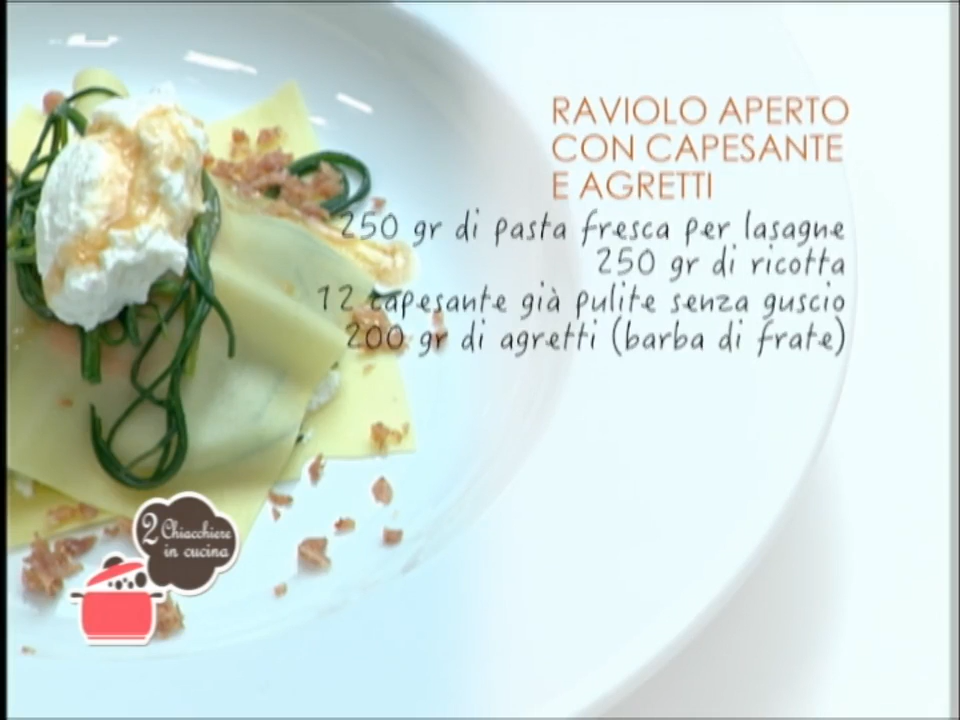 RAVIOLO APERTO
CON CAPESANTE
E AGRETTI
250 gr di pasta fresca per lasagne
250 gr di ricotta
12 capesante già pulite senza guscio
200 gr di agretti (barba di frate)
2 Chiacchiere
in cucina